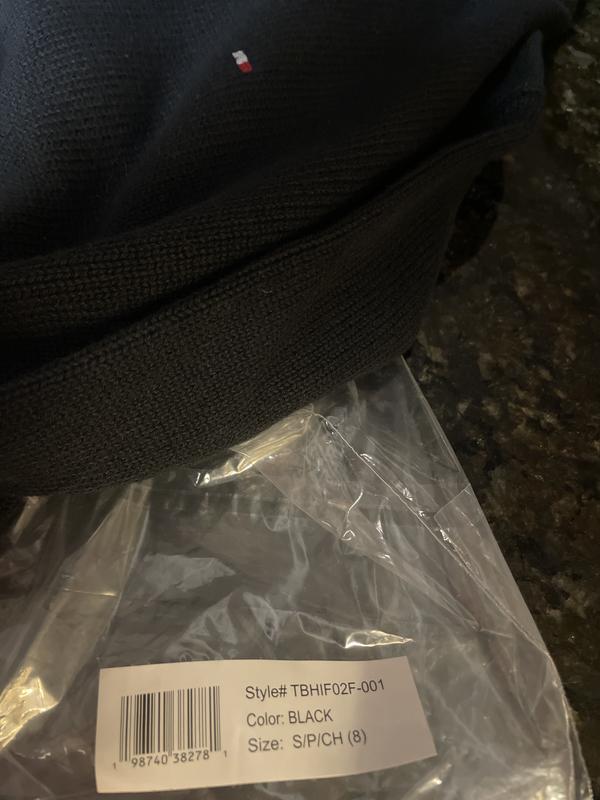 Style# TBHIF02F-001
Color: BLACK
Size: S/P/CH (8)
1 98740 38278 1